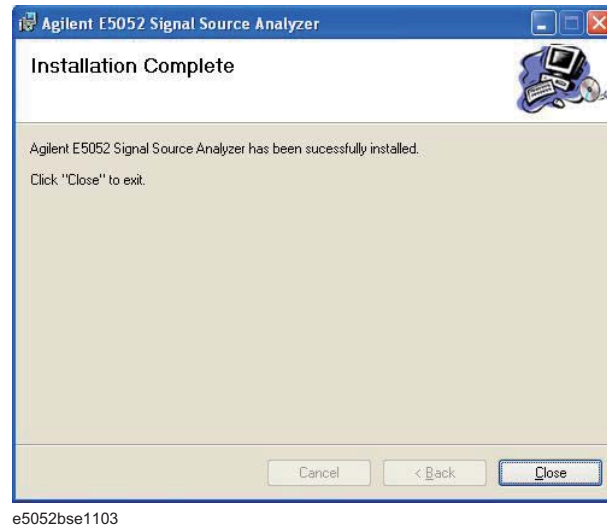 Agilent E5052 Signal Source Analyzer
Installation Complete
Agilent E5052 Signal Source Analyzer has been sucessfully installed.
Click "Close" to exit.
Cancel
< Back
Close
e5052bse1103